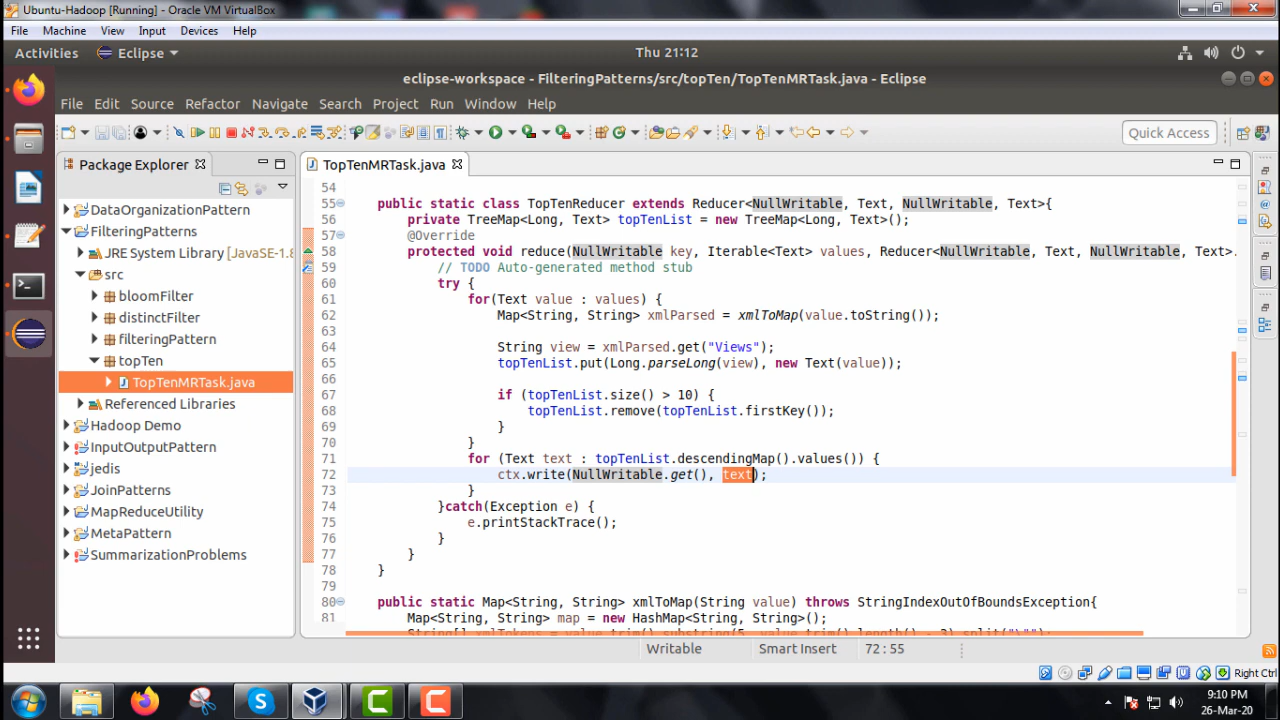 Ubuntu-Hadoop [Running] - Oracle VM VirtualBox
File Machine View Input Devices Help
Activities Eclipse Thu 21:12
eclipse-workspace - FilteringPatterns/src/topTen/TopTenMRTask.java - Eclipse
File Edit Source Refactor Navigate Search Project Run Window Help
Quick Access
Package Explorer
DataOrganizationPattern
FilteringPatterns
JRE System Library [JavaSE-1.8
src
bloomFilter
distinctFilter
filteringPattern
topTen
TopTenMRTask.java
Referenced Libraries
Hadoop Demo
InputOutputPattern
jedis
JoinPatterns
MapReduceUtility
MetaPattern
SummarizationProblems
TopTenMRTask.java
54
55 public static class TopTenReducer extends Reducer<NullWritable, Text, NullWritable, Text>{
56 private TreeMap<Long, Text> topTenList = new TreeMap<Long, Text>();
57 @Override
58 protected void reduce(NullWritable key, Iterable<Text> values, Reducer<NullWritable, Text, NullWritable, Text>.
59 // TODO Auto-generated method stub
60 try {
61 for(Text value : values) {
62 Map<String, String> xmlParsed = xmlToMap(value.toString());
63
64 String view = xmlParsed.get("Views");
65 topTenList.put(Long.parseLong(view), new Text(value));
66
67 if (topTenList.size() > 10) {
68 topTenList.remove(topTenList.firstKey());
69 }
70 }
71 for (Text text : topTenList.descendingMap().values()) {
72 ctx.write(NullWritable.get(), text);
73 }
74 }catch(Exception e) {
75 e.printStackTrace();
76 }
77 }
78 }
79
80 public static Map<String, String> xmlToMap(String value) throws StringIndexOutOfBoundsException{
81 Map<String, String> map = new HashMap<String, String>();
String[] xmlTokens = value.trim().substring(5, value.trim().length() - 3).split("\"");
Writable Smart Insert 72 : 55
Right Ctrl
9:10 PM
26-Mar-20